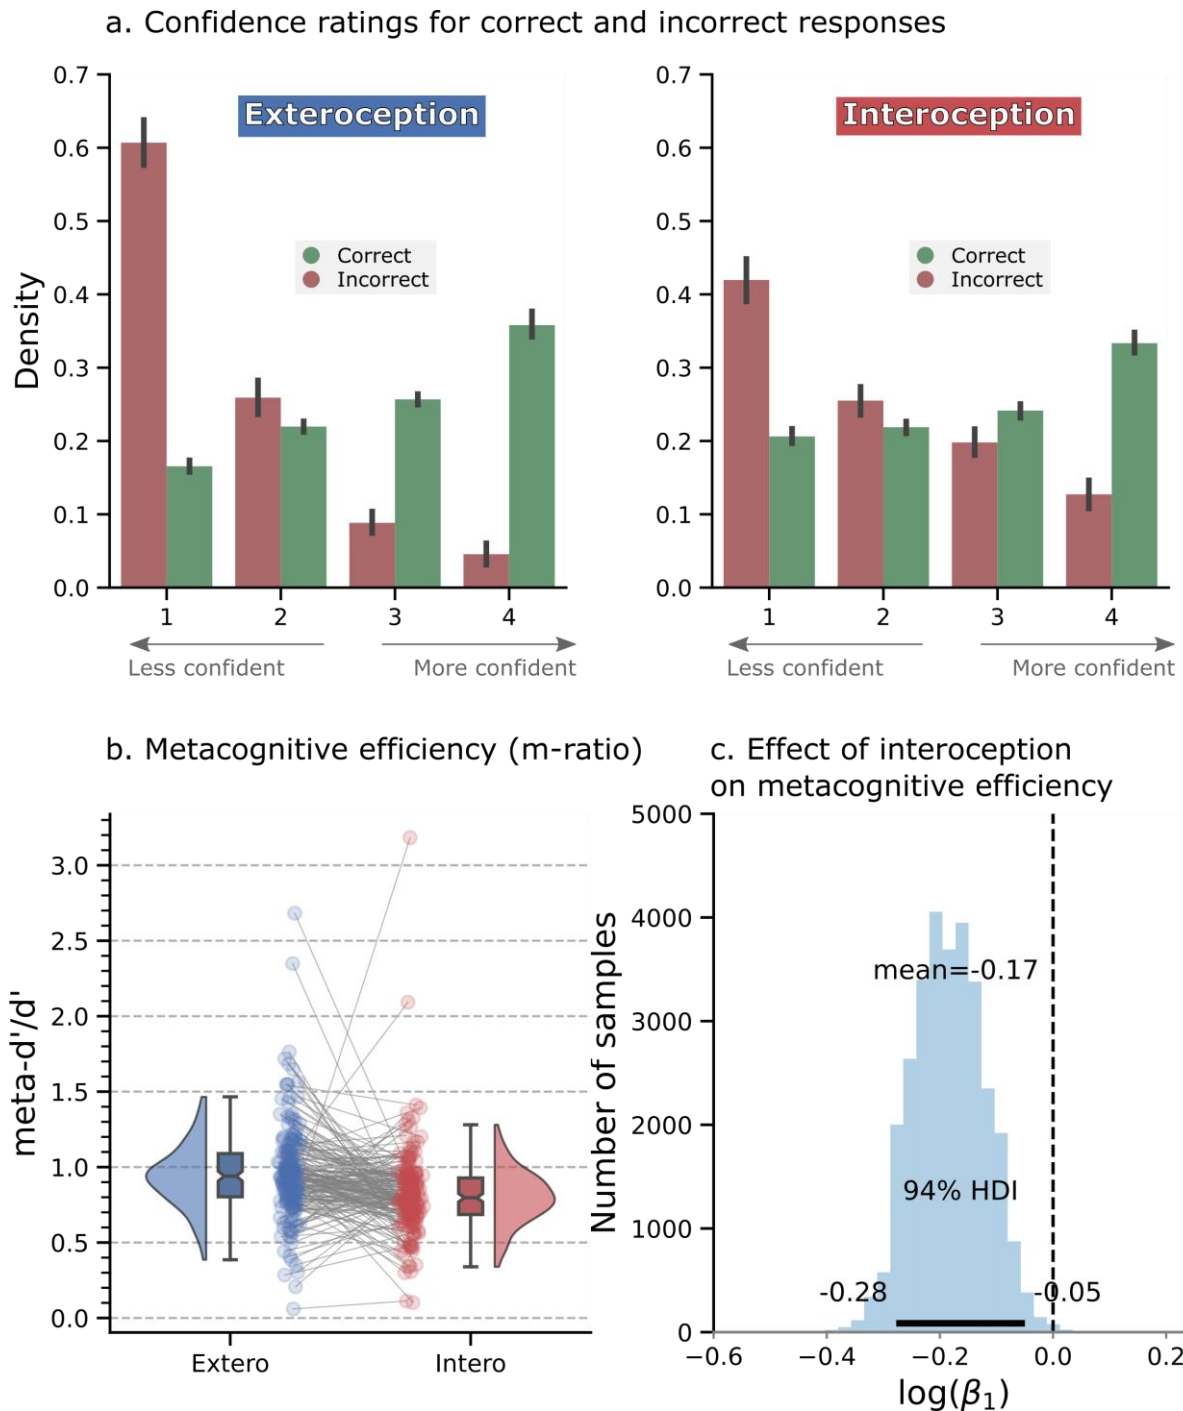 a. Confidence ratings for correct and incorrect responses
Exteroception
Interoception
Density
0.7
0.6
0.5
0.4
0.3
0.2
0.1
0.0
Correct
Incorrect
1 2 3 4
Less confident
More confident
0.7
0.6
0.5
0.4
0.3
0.2
0.1
0.0
Correct
Incorrect
1 2 3 4
Less confident
More confident
b. Metacognitive efficiency (m-ratio)
meta-d'/d'
3.0
2.5
2.0
1.5
1.0
0.5
0.0
Extero Intero
c. Effect of interoception
on metacognitive efficiency
Number of samples
5000
4000
3000
2000
1000
0
mean=-0.17
94% HDI
-0.28 -0.05
−0.6 −0.4 −0.2 0.0 0.2
log(β₁)